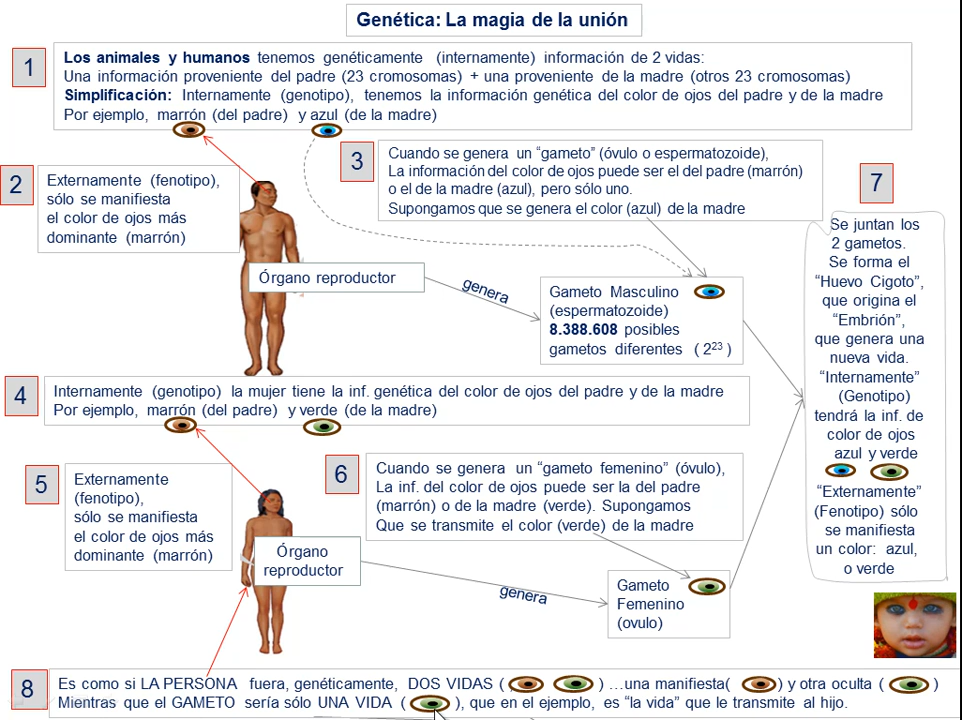 Genética: La magia de la unión
1
Los animales y humanos tenemos genéticamente (internamente) información de 2 vidas:
Una información proveniente del padre (23 cromosomas) + una proveniente de la madre (otros 23 cromosomas)
Simplificación: Internamente (genotipo), tenemos la información genética del color de ojos del padre y de la madre
Por ejemplo, marrón (del padre) y azul (de la madre)
2
Externamente (fenotipo),
sólo se manifiesta
el color de ojos más
dominante (marrón)
3
Cuando se genera un “gameto” (óvulo o espermatozoide),
La información del color de ojos puede ser el del padre (marrón)
o el de la madre (azul), pero sólo uno.
Supongamos que se genera el color (azul) de la madre
Órgano reproductor
genera
Gameto Masculino
(espermatozoide)
8.388.608 posibles
gametos diferentes ( 2²³ )
4
Internamente (genotipo) la mujer tiene la inf. genética del color de ojos del padre y de la madre
Por ejemplo, marrón (del padre) y verde (de la madre)
5
Externamente
(fenotipo),
sólo se manifiesta
el color de ojos más
dominante (marrón)
6
Cuando se genera un “gameto femenino” (óvulo),
La inf. del color de ojos puede ser la del padre
(marrón) o de la madre (verde). Supongamos
Que se transmite el color (verde) de la madre
Órgano
reproductor
genera
Gameto
Femenino
(ovulo)
7
Se juntan los
2 gametos.
Se forma el
“Huevo Cigoto”,
que origina el
“Embrión”,
que genera una
nueva vida.
“Internamente”
(Genotipo)
tendrá la inf. de
color de ojos
azul y verde
“Externamente”
(Fenotipo) sólo
se manifiesta
un color: azul,
o verde
8
Es como si LA PERSONA fuera, genéticamente, DOS VIDAS ( , ) …una manifiesta( ) y otra oculta ( )
Mientras que el GAMETO sería sólo UNA VIDA ( ), que en el ejemplo, es “la vida” que le transmite al hijo.